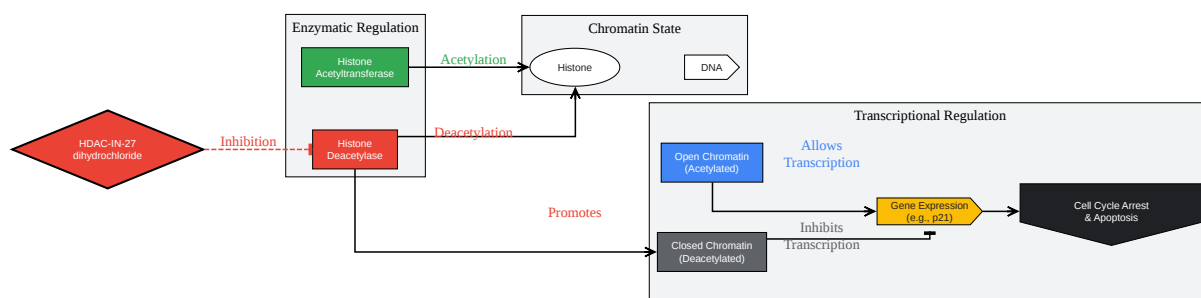 Enzymatic Regulation
Histone
Acetyltransferase
Acetylation
Chromatin State
Histone
DNA
HDAC-IN-27
dihydrochloride
Inhibition
Histone
Deacetylase
Deacetylation
Promotes
Transcriptional Regulation
Open Chromatin
(Acetylated)
Allows
Transcription
Closed Chromatin
(Deacetylated)
Inhibits
Transcription
Gene Expression
(e.g., p21)
Cell Cycle Arrest
& Apoptosis